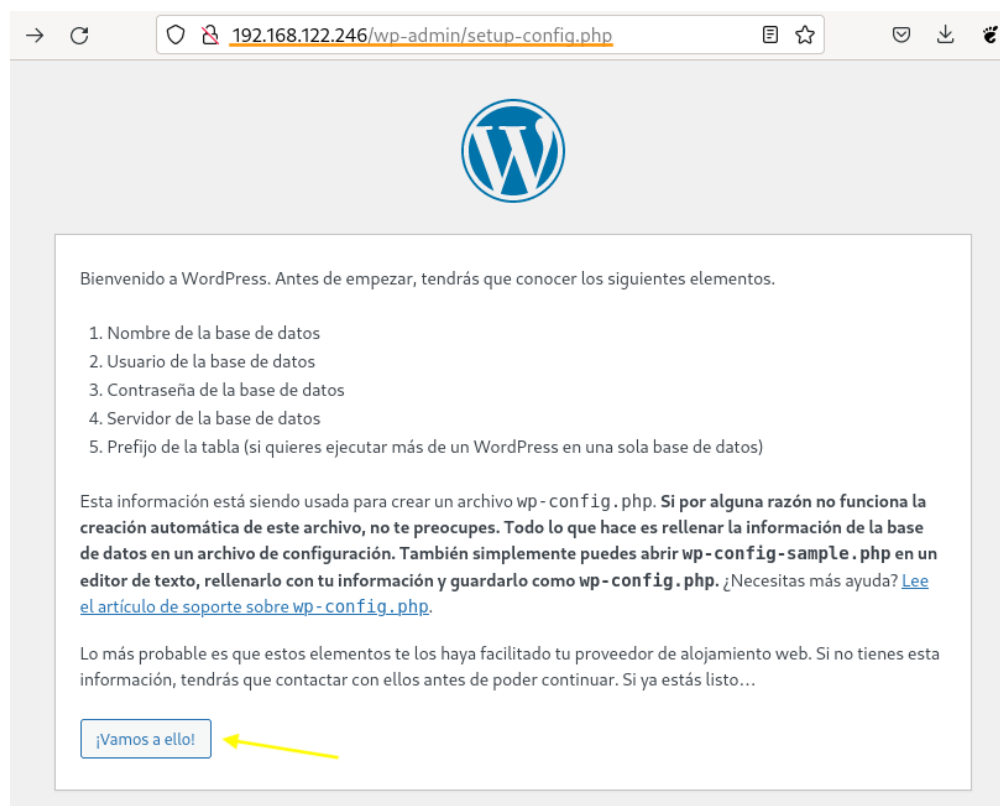 192.168.122.246/wp-admin/setup-config.php
Bienvenido a WordPress. Antes de empezar, tendrás que conocer los siguientes elementos.
1. Nombre de la base de datos
2. Usuario de la base de datos
3. Contraseña de la base de datos
4. Servidor de la base de datos
5. Prefijo de la tabla (si quieres ejecutar más de un WordPress en una sola base de datos)
Esta información está siendo usada para crear un archivo wp-config.php. Si por alguna razón no funciona la
creación automática de este archivo, no te preocupes. Todo lo que hace es rellenar la información de la base
de datos en un archivo de configuración. También simplemente puedes abrir wp-config-sample.php en un
editor de texto, rellenarlo con tu información y guardarlo como wp-config.php. ¿Necesitas más ayuda? Lee
el artículo de soporte sobre wp-config.php.
Lo más probable es que estos elementos te los haya facilitado tu proveedor de alojamiento web. Si no tienes esta
información, tendrás que contactar con ellos antes de poder continuar. Si ya estás listo…
¡Vamos a ello!